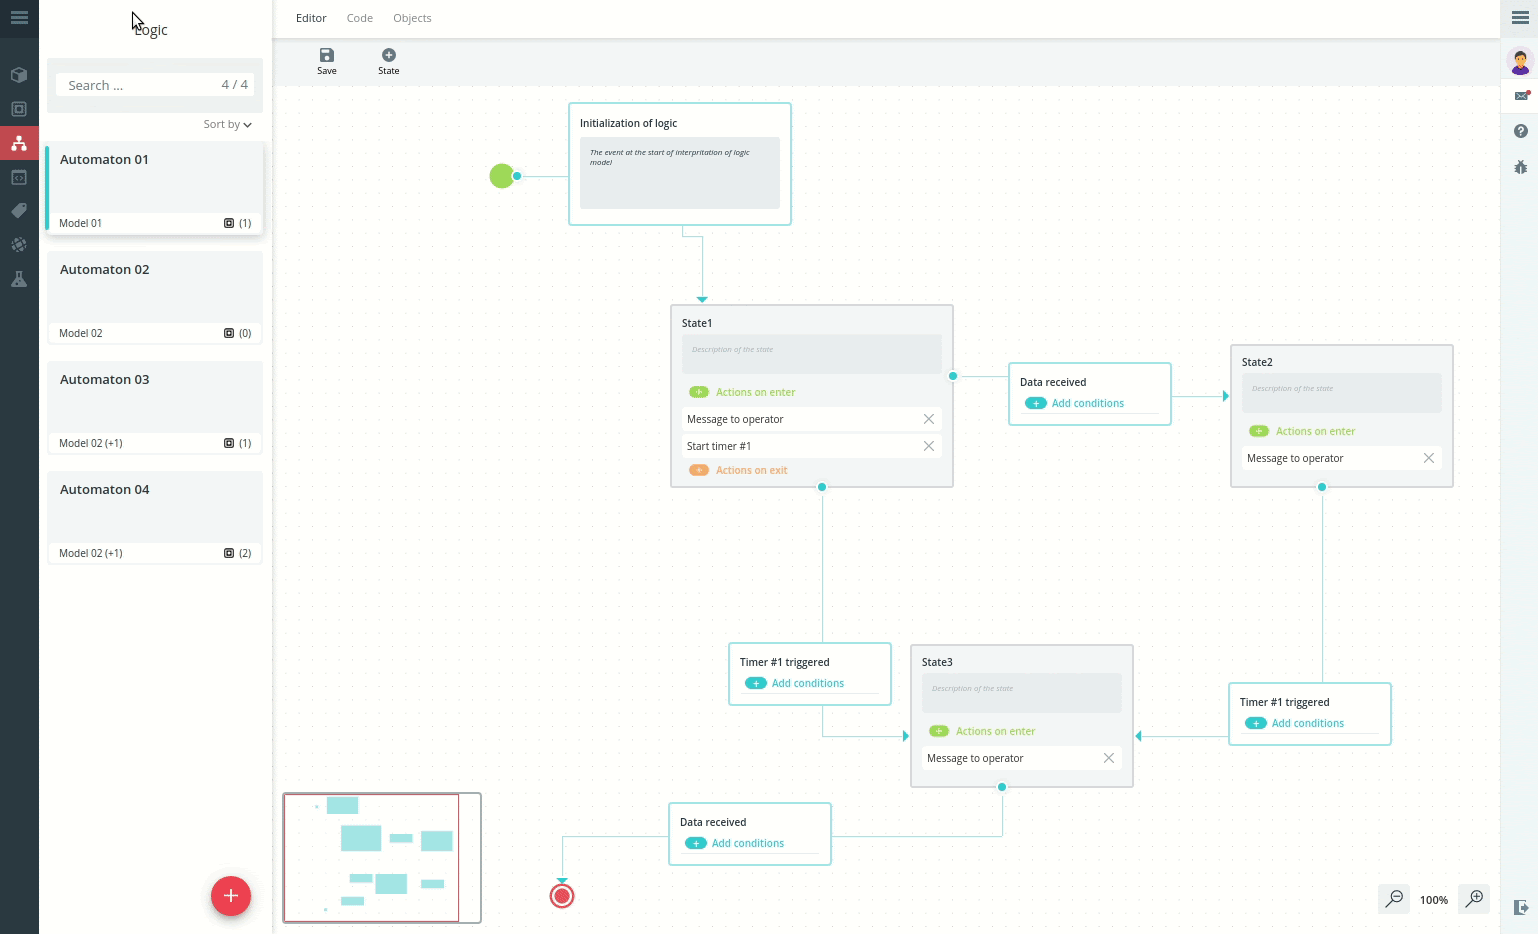 Logic
Search ...
4 / 4
Sort by
Automaton 01
Model 01
(1)
Automaton 02
Model 02
(0)
Automaton 03
Model 02 (+1)
(1)
Automaton 04
Model 02 (+1)
(2)
Editor
Code
Objects
Save
State
Initialization of logic
The event at the start of interpritation of logic
model
State1
Description of the state
Actions on enter
Message to operator
Start timer #1
Actions on exit
Data received
Add conditions
State2
Description of the state
Actions on enter
Message to operator
Timer #1 triggered
Add conditions
State3
Description of the state
Actions on enter
Message to operator
Timer #1 triggered
Add conditions
Data received
Add conditions
100%